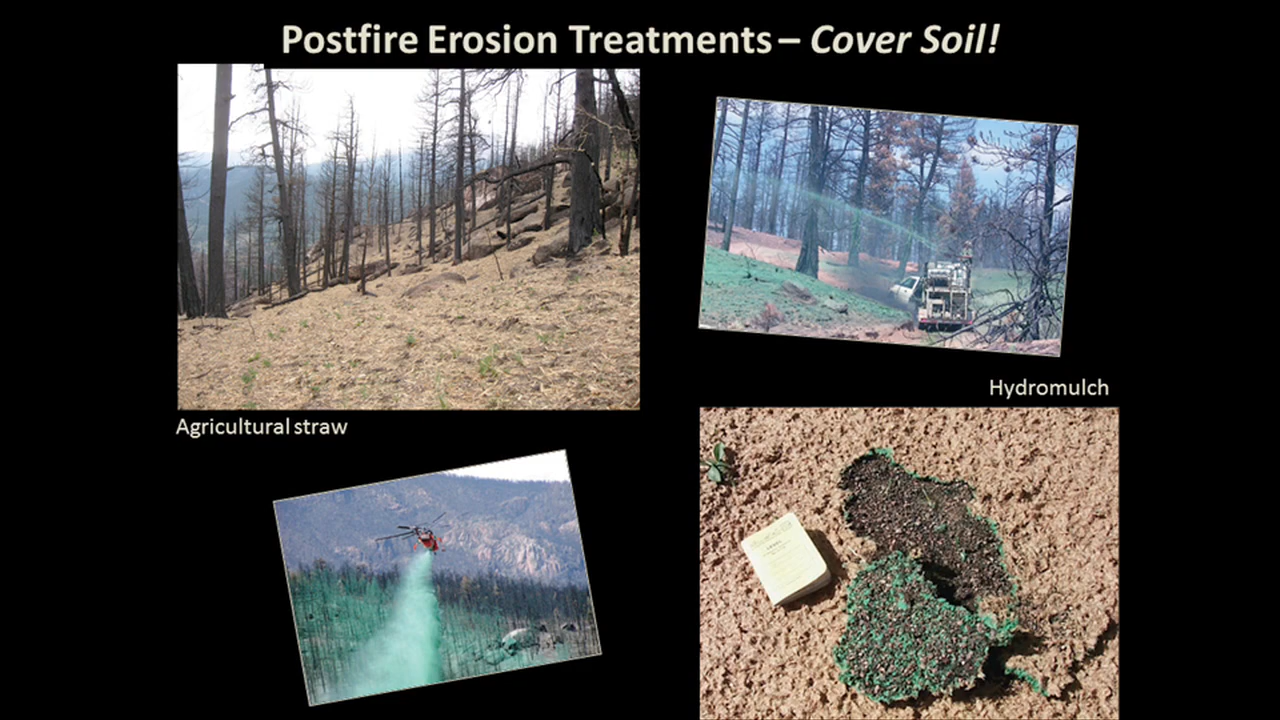 Postfire Erosion Treatments – Cover Soil!
Agricultural straw
Hydromulch